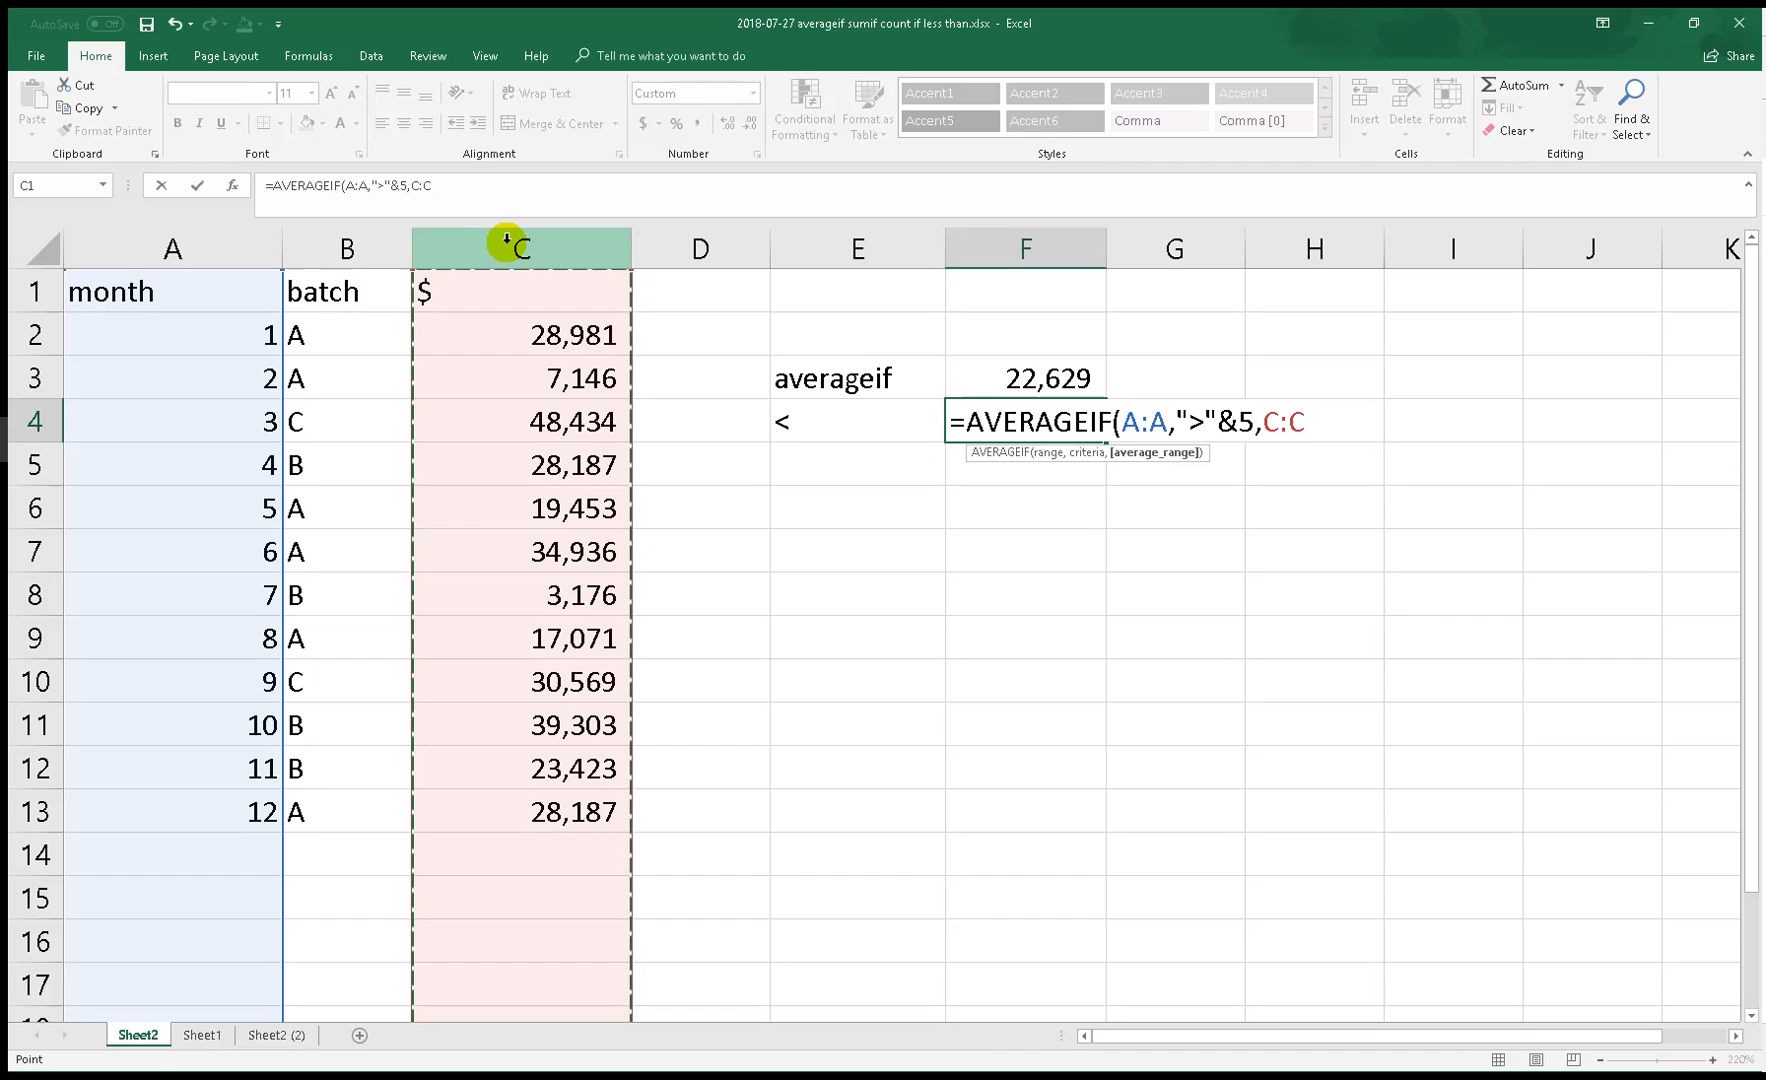 AutoSave Off 2018-07-27 averageif sumif count if less than.xlsx - Excel
File Home Insert Page Layout Formulas Data Review View Help Tell me what you want to do Share
Paste Cut Copy Format Painter
11 A A B I U A
Wrap Text Merge & Center
Custom $ % ,
Conditional Formatting Format as Table
Accent1 Accent2 Accent3 Accent4
Accent5 Accent6 Comma Comma [0]
Insert Delete Format
AutoSum Fill Clear Sort & Filter Find & Select
Clipboard Font Alignment Number Styles Cells Editing
C1 fx =AVERAGEIF(A:A,">"&5,C:C
A B C D E F G H I J K
1 month batch $
2 1 A 28,981
3 2 A 7,146 averageif 22,629
4 3 C 48,434 < =AVERAGEIF(A:A,">"&5,C:C
AVERAGEIF(range, criteria, [average_range])
5 4 B 28,187
6 5 A 19,453
7 6 A 34,936
8 7 B 3,176
9 8 A 17,071
10 9 C 30,569
11 10 B 39,303
12 11 B 23,423
13 12 A 28,187
14
15
16
17
Sheet2 Sheet1 Sheet2 (2)
Point 220%